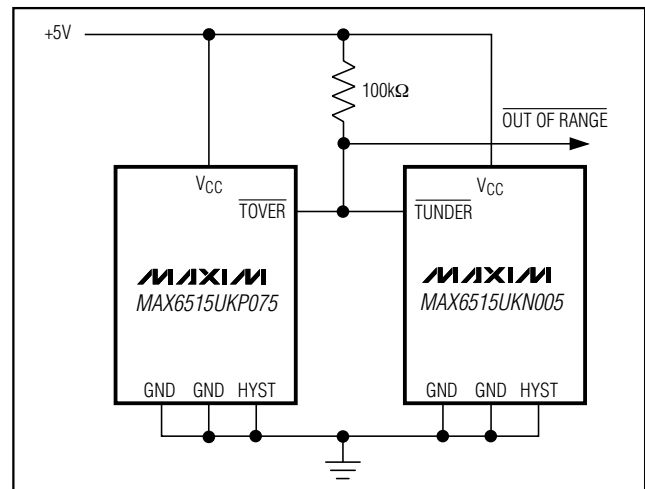 +5V
100kΩ
OUT OF RANGE
VCC
TOVER
MAXIM
MAX6515UKP075
GND GND HYST
VCC
TUNDER
MAXIM
MAX6515UKN005
GND GND HYST